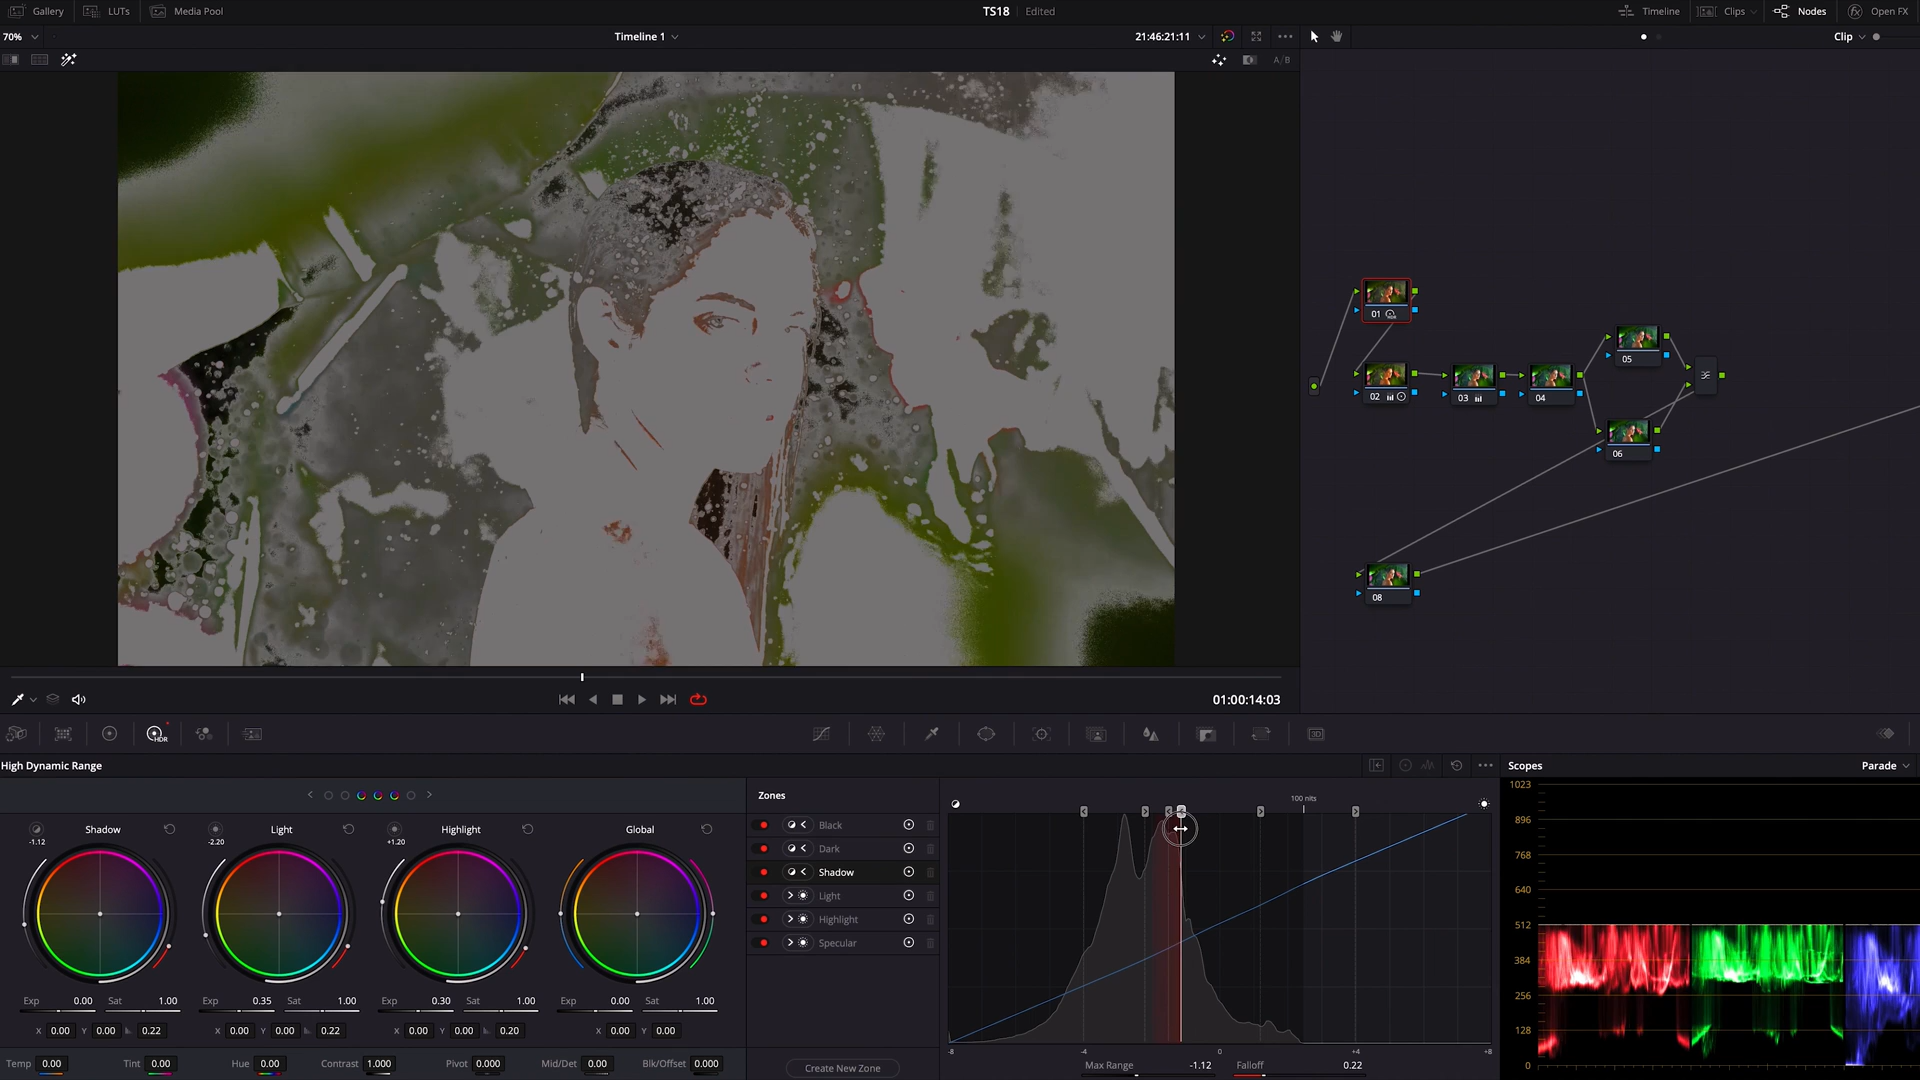 Gallery LUTs Media Pool TS18 Edited Timeline Clips Nodes Open FX
70% Timeline 1 21:46:21:11 Clip
A/B
01
05
02 03 04
06
08
01:00:14:03
HDR
High Dynamic Range Scopes Parade
Zones
1023
896
768
640
512
384
256
128
0
100 nits
Shadow Light Highlight Global
-1.12 -2.20 +1.20
Black
Dark
Shadow
Light
Highlight
Specular
Exp 0.00 Sat 1.00 Exp 0.35 Sat 1.00 Exp 0.30 Sat 1.00 Exp 0.00 Sat 1.00
X 0.00 Y 0.00 0.22 X 0.00 Y 0.00 0.22 X 0.00 Y 0.00 0.20 X 0.00 Y 0.00
-8 -4 0 +4 +8
Temp 0.00 Tint 0.00 Hue 0.00 Contrast 1.000 Pivot 0.000 Mid/Det 0.00 Blk/Offset 0.000
Create New Zone
Max Range -1.12 Falloff 0.22